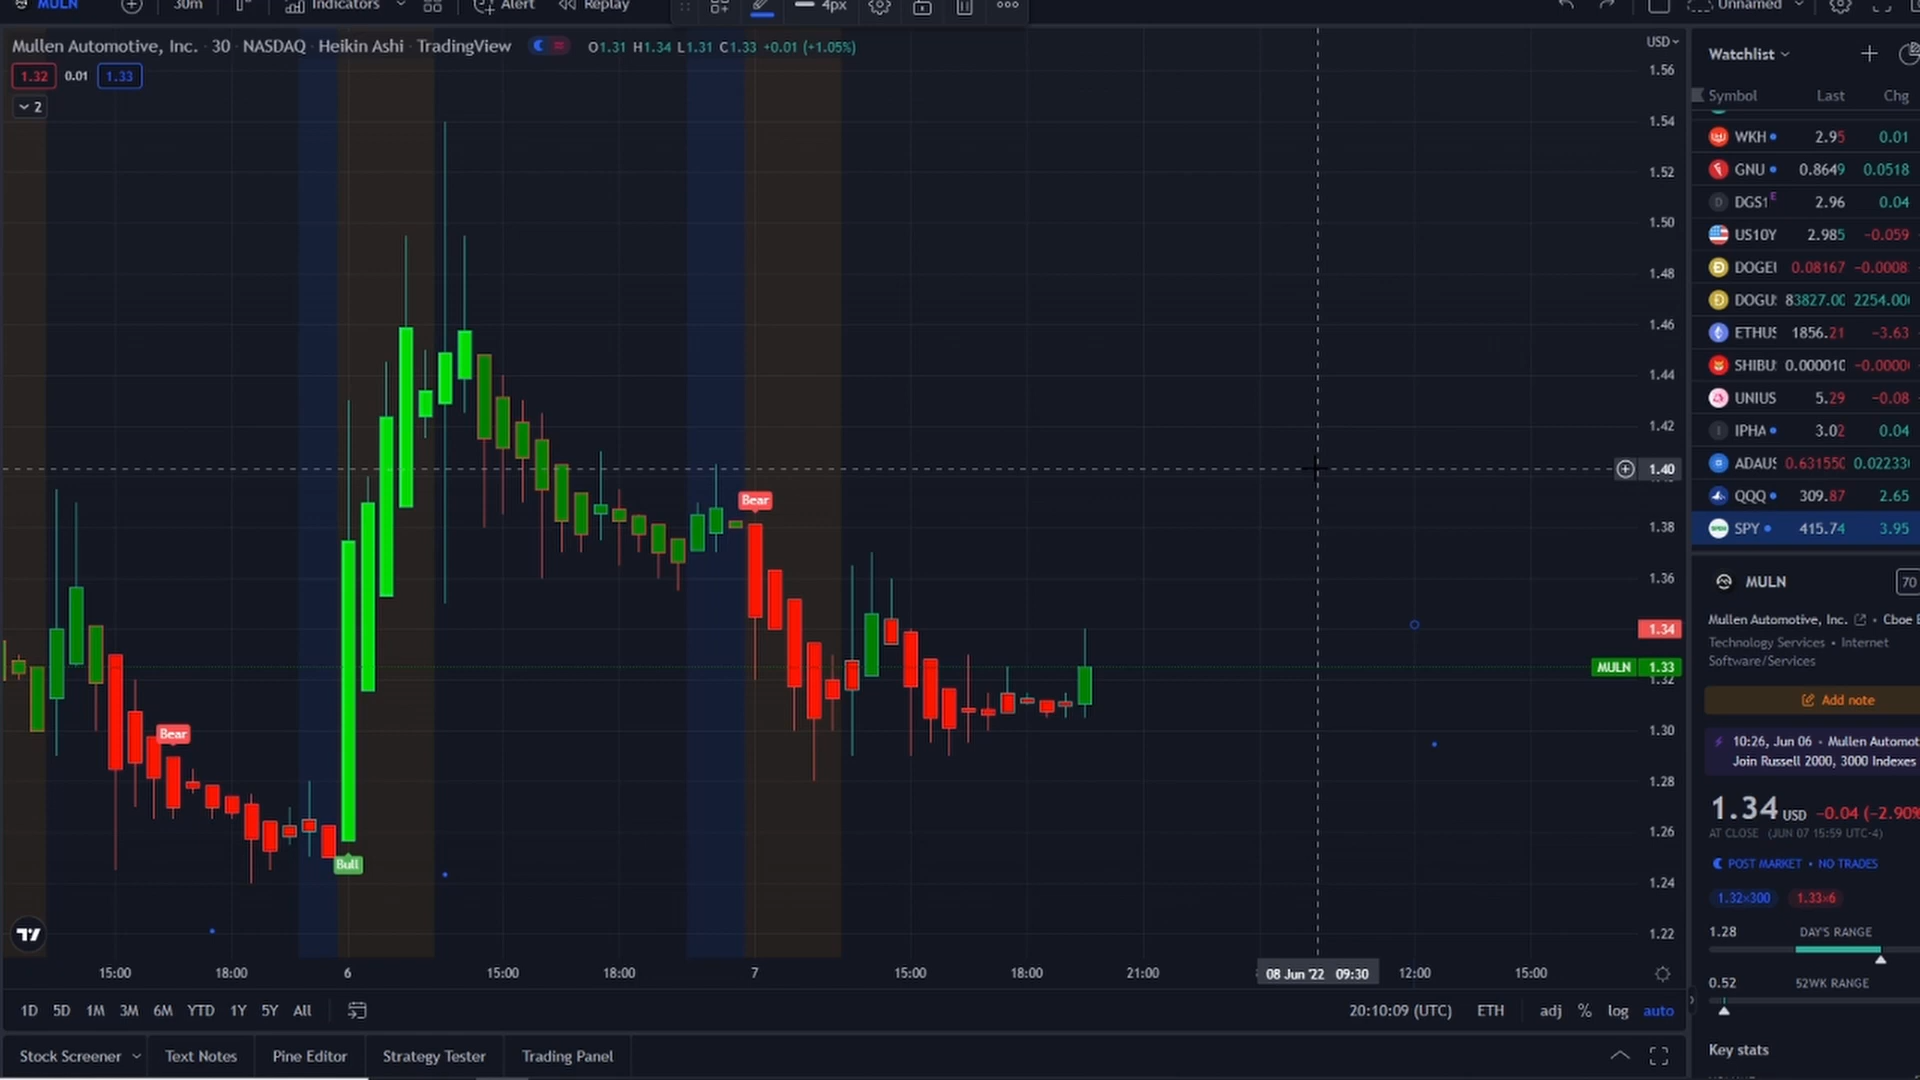 MULN
30m
Indicators
Alert
Replay
4px
Unnamed
Mullen Automotive, Inc. · 30 · NASDAQ · Heikin Ashi · TradingView
O1.31 H1.34 L1.31 C1.33 +0.01 (+1.05%)
1.32 0.01 1.33
2
USD
1.56
1.54
1.52
1.50
1.48
1.46
1.44
1.42
1.40
1.38
1.36
1.34
MULN 1.33
1.32
1.30
1.28
1.26
1.24
1.22
Bear
Bull
Bear
15:00 18:00 6 15:00 18:00 7 15:00 18:00 21:00 08 Jun '22 09:30 12:00 15:00
1D 5D 1M 3M 6M YTD 1Y 5Y All
20:10:09 (UTC) ETH adj % log auto
Stock Screener Text Notes Pine Editor Strategy Tester Trading Panel
Watchlist
Symbol Last Chg
WKH 2.95 0.01
GNU 0.8649 0.0518
DGS1 E 2.96 0.04
US10Y 2.985 −0.059
DOGEU 0.08167 −0.0008
DOGU 83827.00 2254.00
ETHUS 1856.21 −3.63
SHIBU 0.000010 −0.0000
UNIUS 5.29 −0.08
IPHA 3.02 0.04
ADAUS 0.631550 0.02233
QQQ 309.87 2.65
SPY 415.74 3.95
MULN
70
Mullen Automotive, Inc. • Cboe
Technology Services • Internet
Software/Services
Add note
10:26, Jun 06 • Mullen Automot
Join Russell 2000, 3000 Indexes
1.34 USD −0.04 (−2.90%
AT CLOSE (JUN 07 15:59 UTC-4)
POST MARKET • NO TRADES
1.32×300 1.33×6
1.28 DAY'S RANGE
0.52 52WK RANGE
Key stats